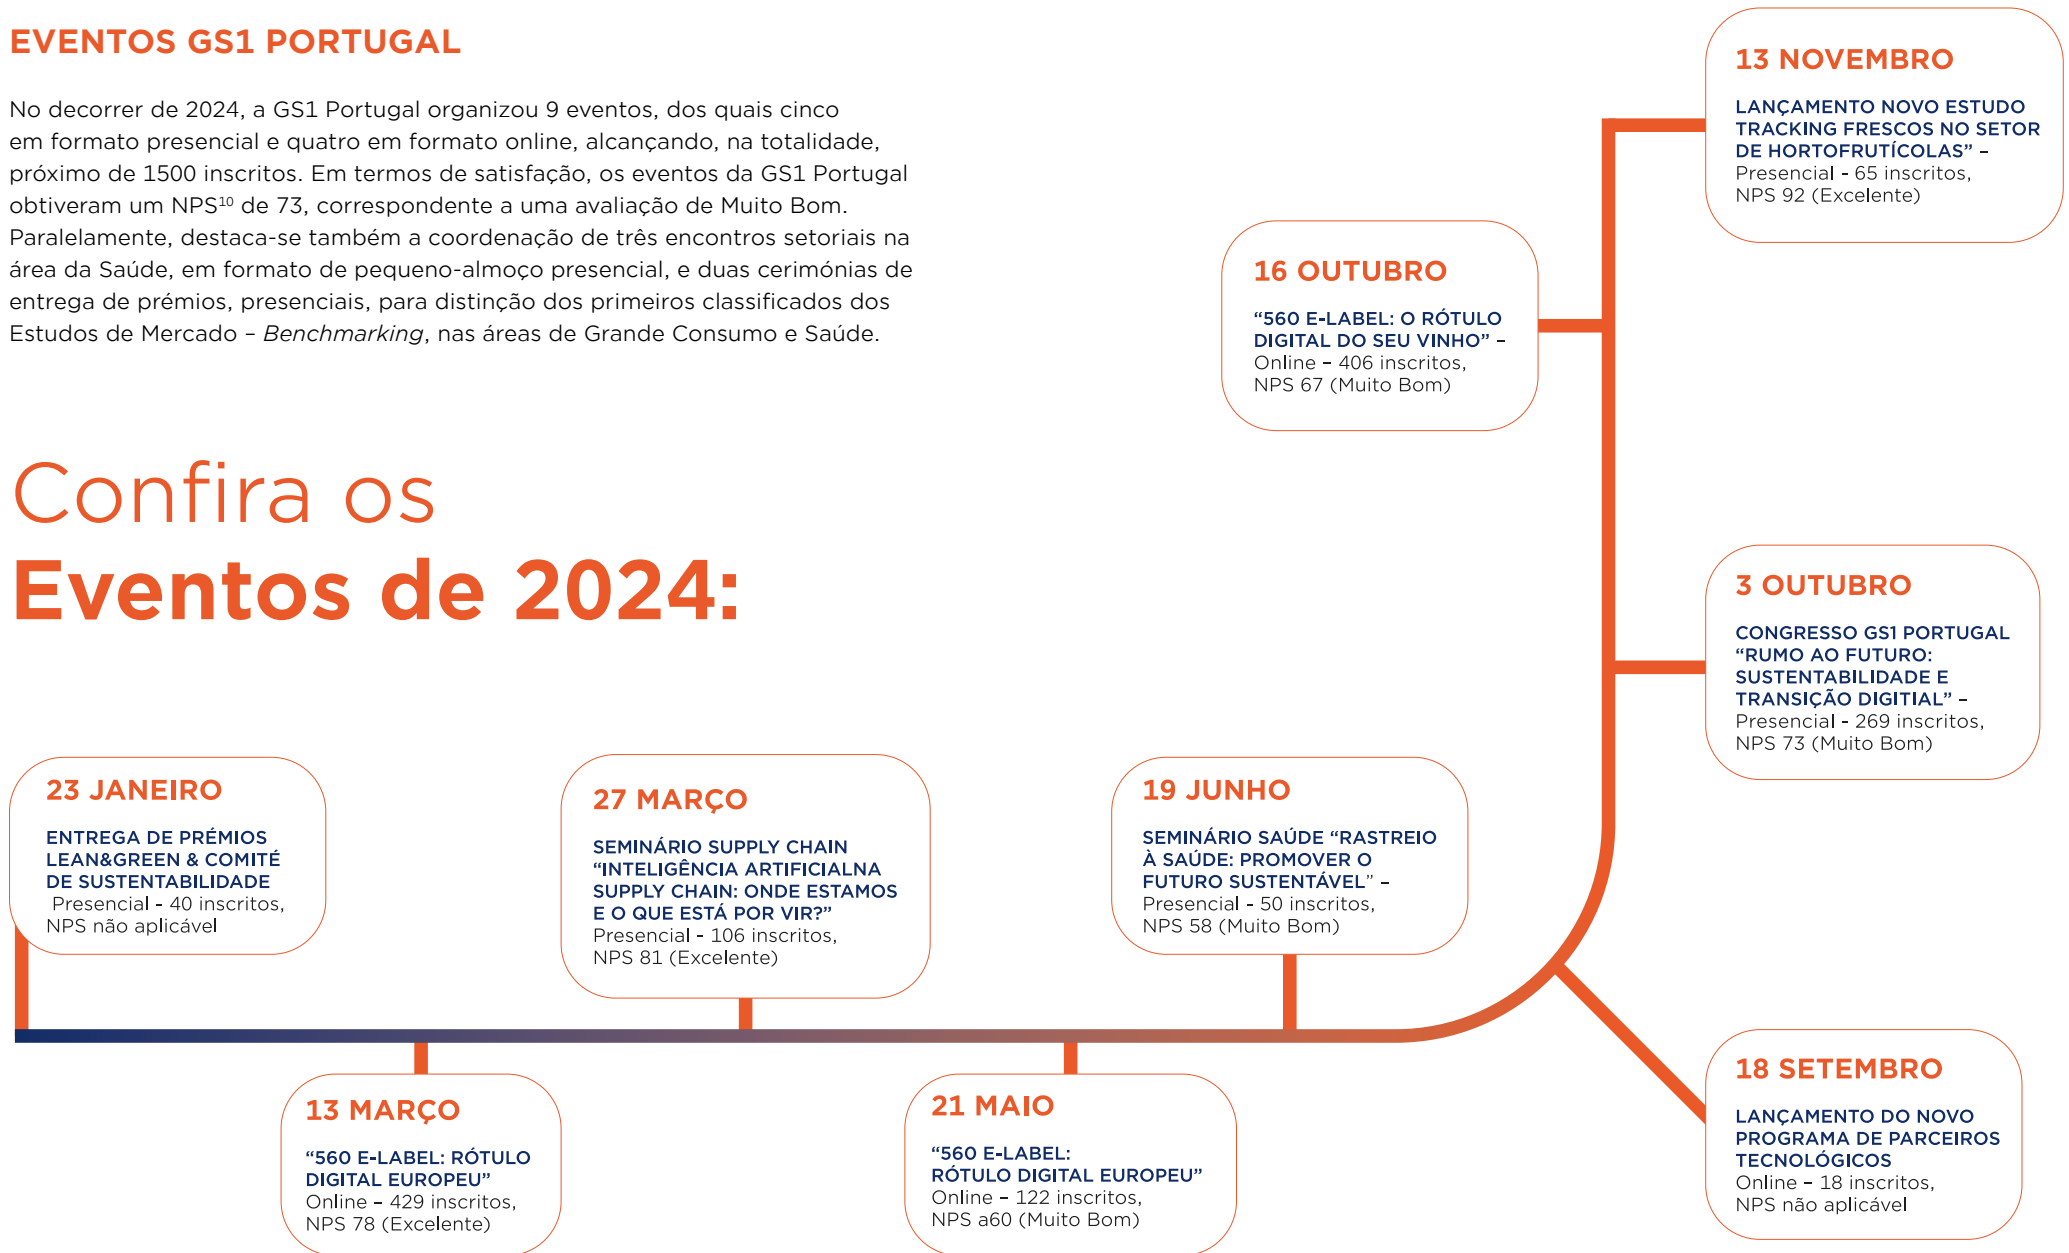 EVENTOS GS1 PORTUGAL
No decorrer de 2024, a GS1 Portugal organizou 9 eventos, dos quais cinco
em formato presencial e quatro em formato online, alcançando, na totalidade,
próximo de 1500 inscritos. Em termos de satisfação, os eventos da GS1 Portugal
obtiveram um NPS¹⁰ de 73, correspondente a uma avaliação de Muito Bom.
Paralelamente, destaca-se também a coordenação de três encontros setoriais na
área da Saúde, em formato de pequeno-almoço presencial, e duas cerimónias de
entrega de prémios, presenciais, para distinção dos primeiros classificados dos
Estudos de Mercado – Benchmarking, nas áreas de Grande Consumo e Saúde.
Confira os
Eventos de 2024:
23 JANEIRO
ENTREGA DE PRÉMIOS
LEAN&GREEN & COMITÉ
DE SUSTENTABILIDADE
Presencial - 40 inscritos,
NPS não aplicável
13 MARÇO
“560 E-LABEL: RÓTULO
DIGITAL EUROPEU”
Online – 429 inscritos,
NPS 78 (Excelente)
27 MARÇO
SEMINÁRIO SUPPLY CHAIN
“INTELIGÊNCIA ARTIFICIALNA
SUPPLY CHAIN: ONDE ESTAMOS
E O QUE ESTÁ POR VIR?”
Presencial - 106 inscritos,
NPS 81 (Excelente)
21 MAIO
“560 E-LABEL:
RÓTULO DIGITAL EUROPEU”
Online – 122 inscritos,
NPS a60 (Muito Bom)
19 JUNHO
SEMINÁRIO SAÚDE “RASTREIO
À SAÚDE: PROMOVER O
FUTURO SUSTENTÁVEL” –
Presencial - 50 inscritos,
NPS 58 (Muito Bom)
18 SETEMBRO
LANÇAMENTO DO NOVO
PROGRAMA DE PARCEIROS
TECNOLÓGICOS
Online – 18 inscritos,
NPS não aplicável
3 OUTUBRO
CONGRESSO GS1 PORTUGAL
“RUMO AO FUTURO:
SUSTENTABILIDADE E
TRANSIÇÃO DIGITIAL” –
Presencial - 269 inscritos,
NPS 73 (Muito Bom)
16 OUTUBRO
“560 E-LABEL: O RÓTULO
DIGITAL DO SEU VINHO” –
Online – 406 inscritos,
NPS 67 (Muito Bom)
13 NOVEMBRO
LANÇAMENTO NOVO ESTUDO
TRACKING FRESCOS NO SETOR
DE HORTOFRUTÍCOLAS” –
Presencial - 65 inscritos,
NPS 92 (Excelente)